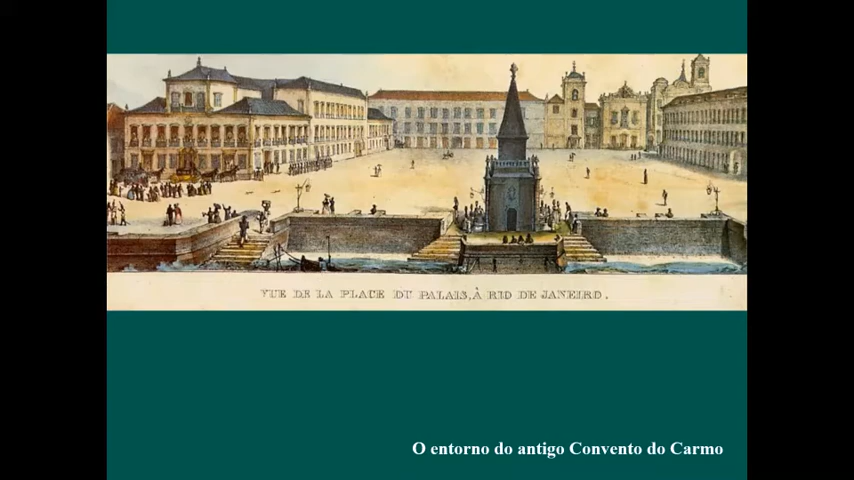 VUE DE LA PLACE DU PALAIS, À RIO DE JANEIRO.
O entorno do antigo Convento do Carmo